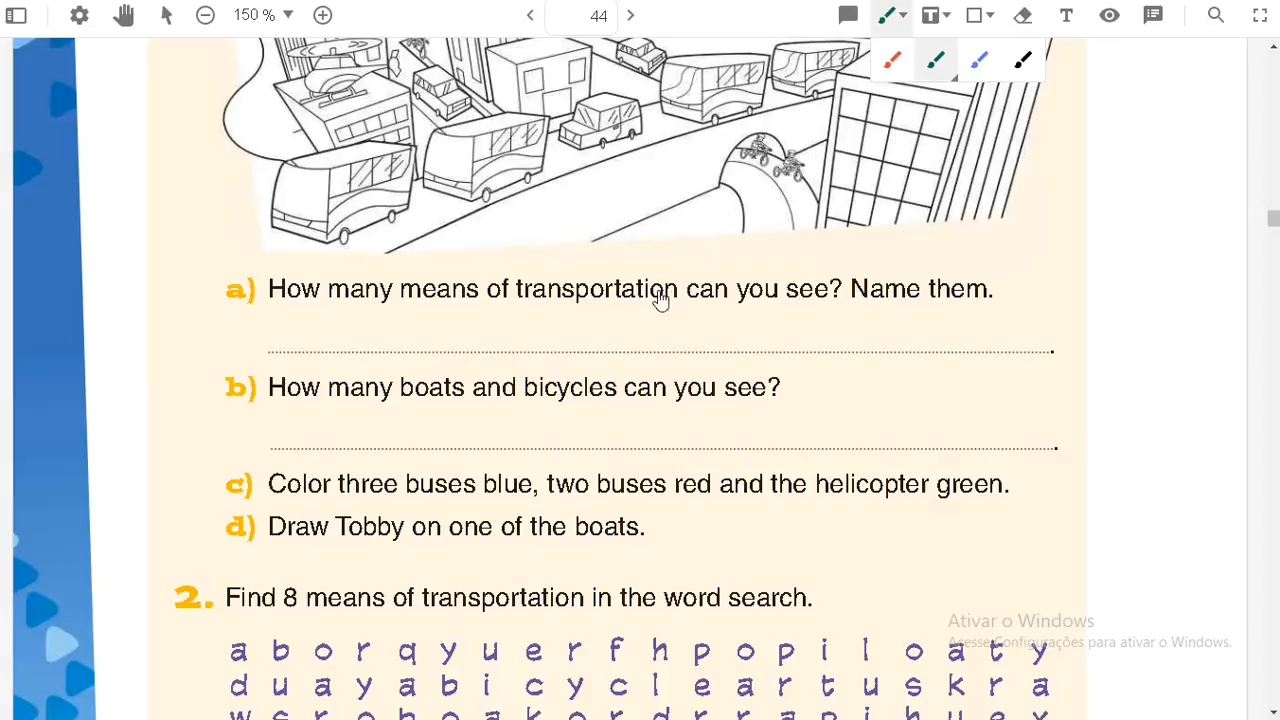 150 %
44
a) How many means of transportation can you see? Name them.
b) How many boats and bicycles can you see?
c) Color three buses blue, two buses red and the helicopter green.
d) Draw Tobby on one of the boats.
2. Find 8 means of transportation in the word search.
Ativar o Windows
Acesse Configurações para ativar o Windows.
a b o r q y u e r f h p o p i l o a t y
d u a y a b i c y c l e a r t u s k r a